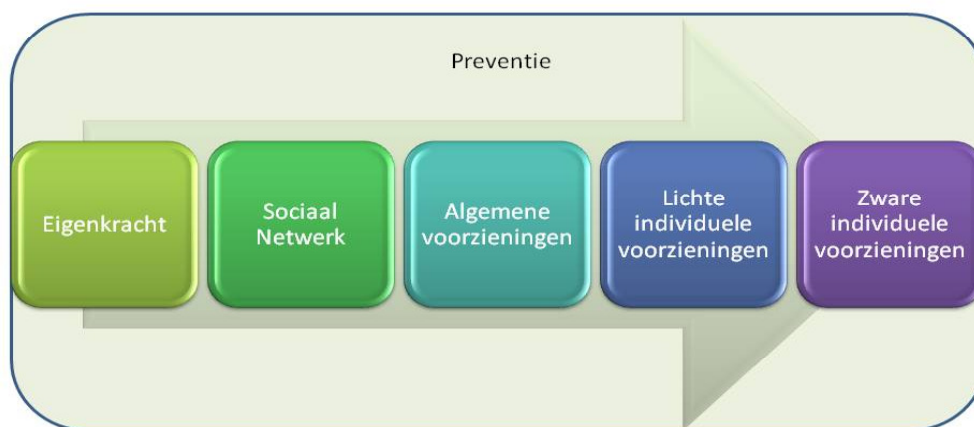 Preventie
Eigenkracht
Sociaal
Netwerk
Algemene
voorzieningen
Lichte
individuele
voorzieningen
Zware
individuele
voorzieningen